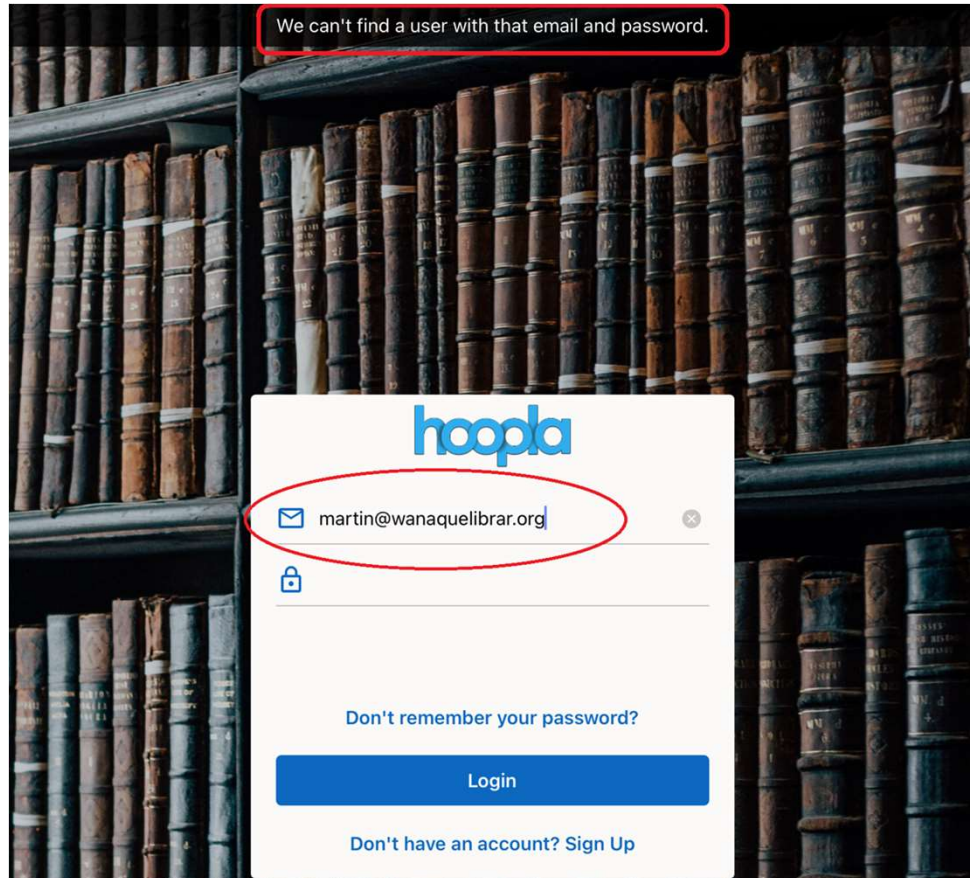 We can't find a user with that email and password.
hoopla
martin@wanaquelibrar.org
Don't remember your password?
Login
Don't have an account? Sign Up